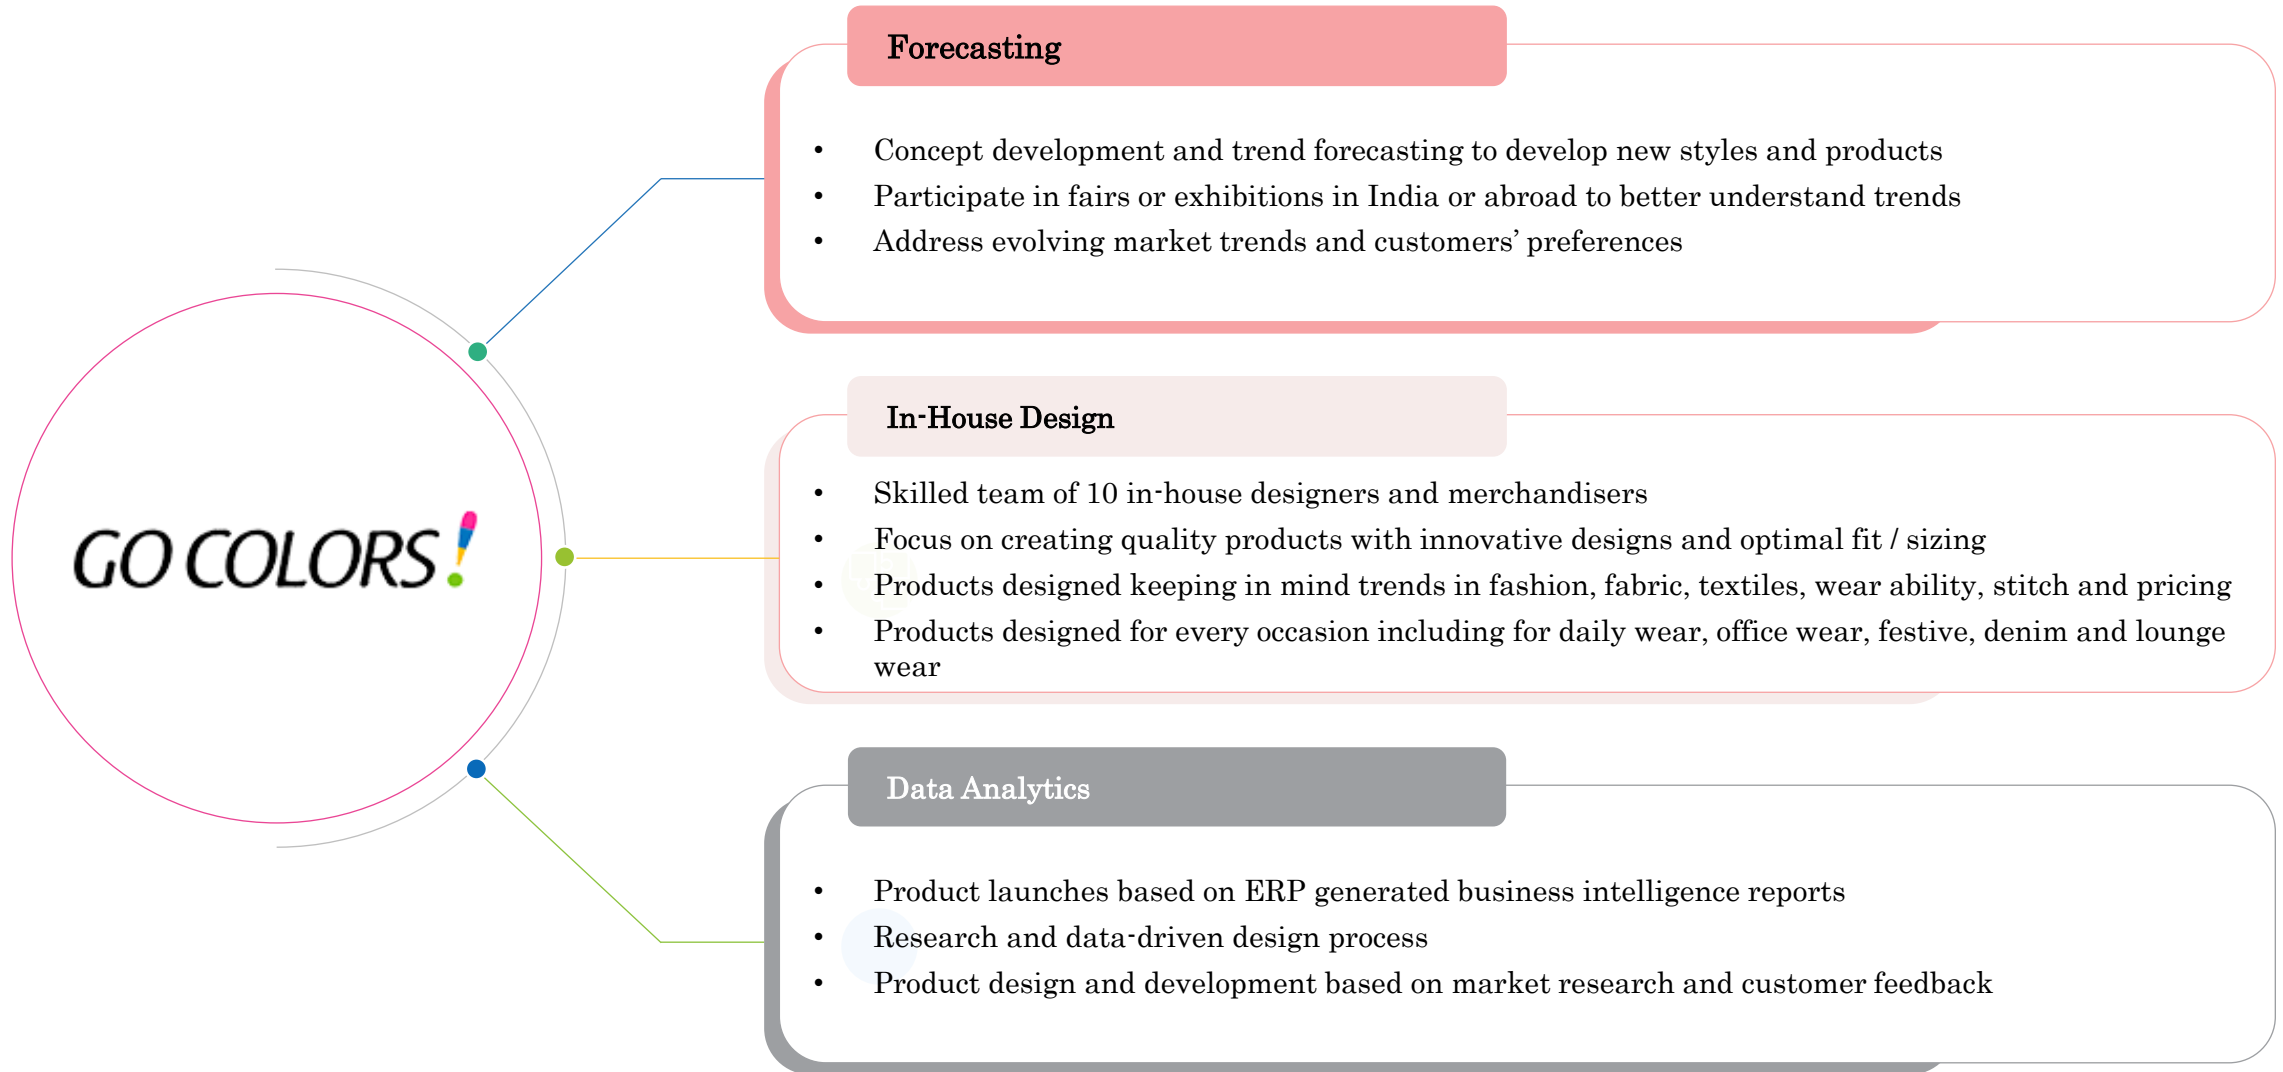 GO COLORS!
Forecasting
• Concept development and trend forecasting to develop new styles and products
• Participate in fairs or exhibitions in India or abroad to better understand trends
• Address evolving market trends and customers’ preferences
In-House Design
• Skilled team of 10 in-house designers and merchandisers
• Focus on creating quality products with innovative designs and optimal fit / sizing
• Products designed keeping in mind trends in fashion, fabric, textiles, wear ability, stitch and pricing
• Products designed for every occasion including for daily wear, office wear, festive, denim and lounge
wear
Data Analytics
• Product launches based on ERP generated business intelligence reports
• Research and data-driven design process
• Product design and development based on market research and customer feedback